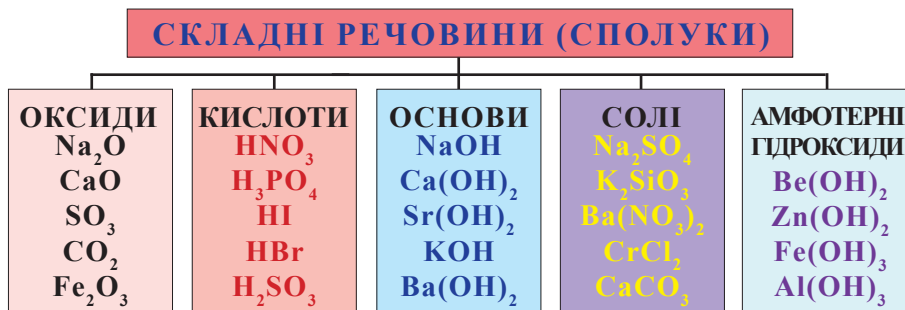 СКЛАДНІ РЕЧОВИНИ (СПОЛУКИ)
ОКСИДИ
Na₂O
CaO
SO₃
CO₂
Fe₂O₃
КИСЛОТИ
HNO₃
H₃PO₄
HI
HBr
H₂SO₃
ОСНОВИ
NaOH
Ca(OH)₂
Sr(OH)₂
KOH
Ba(OH)₂
СОЛІ
Na₂SO₄
K₂SiO₃
Ba(NO₃)₂
CrCl₂
CaCO₃
АМФОТЕРНІ
ГІДРОКСИДИ
Be(OH)₂
Zn(OH)₂
Fe(OH)₃
Al(OH)₃